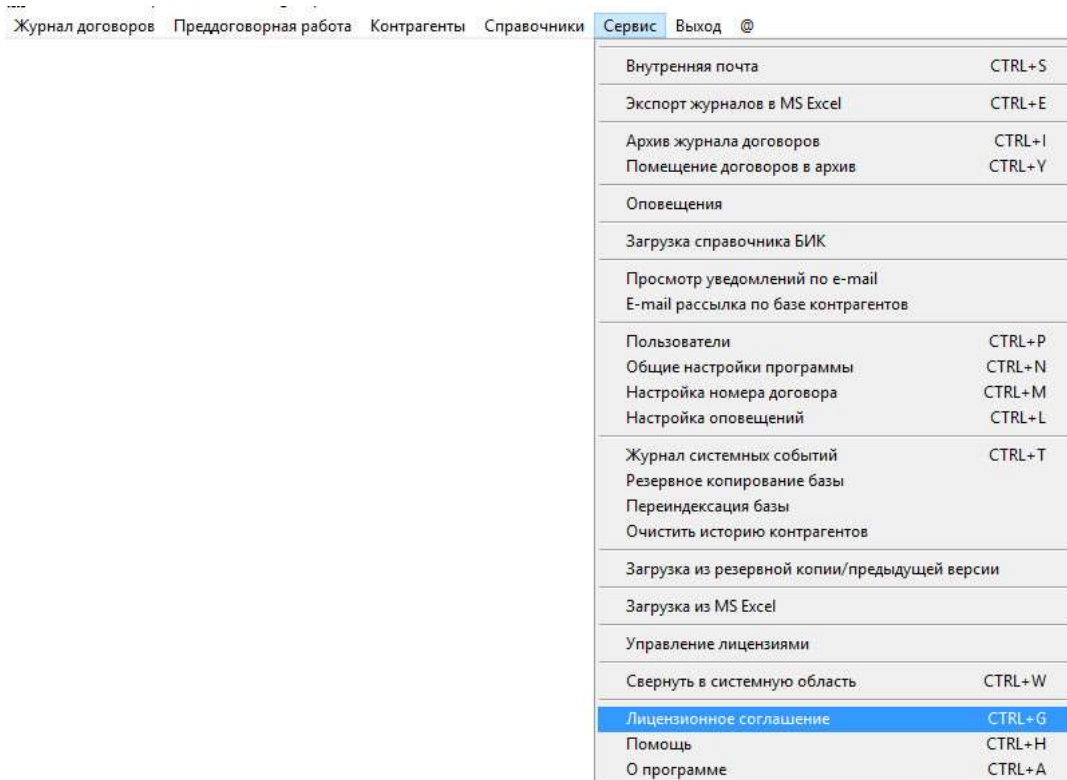 Журнал договоров Преддоговорная работа Контрагенты Справочники Сервис Выход @
Внутренняя почта CTRL+S
Экспорт журналов в MS Excel CTRL+E
Архив журнала договоров CTRL+I
Помещение договоров в архив CTRL+Y
Оповещения
Загрузка справочника БИК
Просмотр уведомлений по e-mail
E-mail рассылка по базе контрагентов
Пользователи CTRL+P
Общие настройки программы CTRL+N
Настройка номера договора CTRL+M
Настройка оповещений CTRL+L
Журнал системных событий CTRL+T
Резервное копирование базы
Переиндексация базы
Очистить историю контрагентов
Загрузка из резервной копии/предыдущей версии
Загрузка из MS Excel
Управление лицензиями
Свернуть в системную область CTRL+W
Лицензионное соглашение CTRL+G
Помощь CTRL+H
О программе CTRL+A